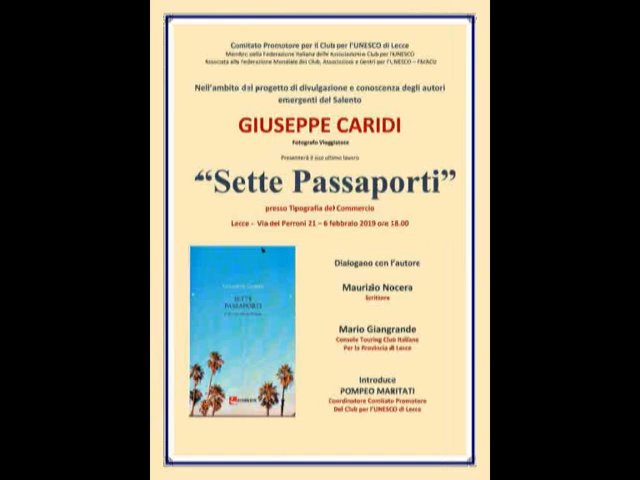 Comitato Promotore per il Club per l'UNESCO di Lecce
Membro della Federazione Italiana delle Associazioni e Club per l'UNESCO
Associata alla Federazione Mondiale dei Club, Associazioni e Centri per l'UNESCO – FMACU
Nell'ambito del progetto di divulgazione e conoscenza degli autori
emergenti del Salento
GIUSEPPE CARIDI
Fotografo Viaggiatore
Presenterà il suo ultimo lavoro
“Sette Passaporti”
presso Tipografia del Commercio
Lecce - Via dei Perroni 21 – 6 febbraio 2019 ore 18.00
Dialogano con l'autore
Maurizio Nocera
Scrittore
Mario Giangrande
Console Touring Club Italiano
Per la Provincia di Lecce
Introduce
POMPEO MARITATI
Coordinatore Comitato Promotore
Del Club per l'UNESCO di Lecce
SETTE
PASSAPORTI